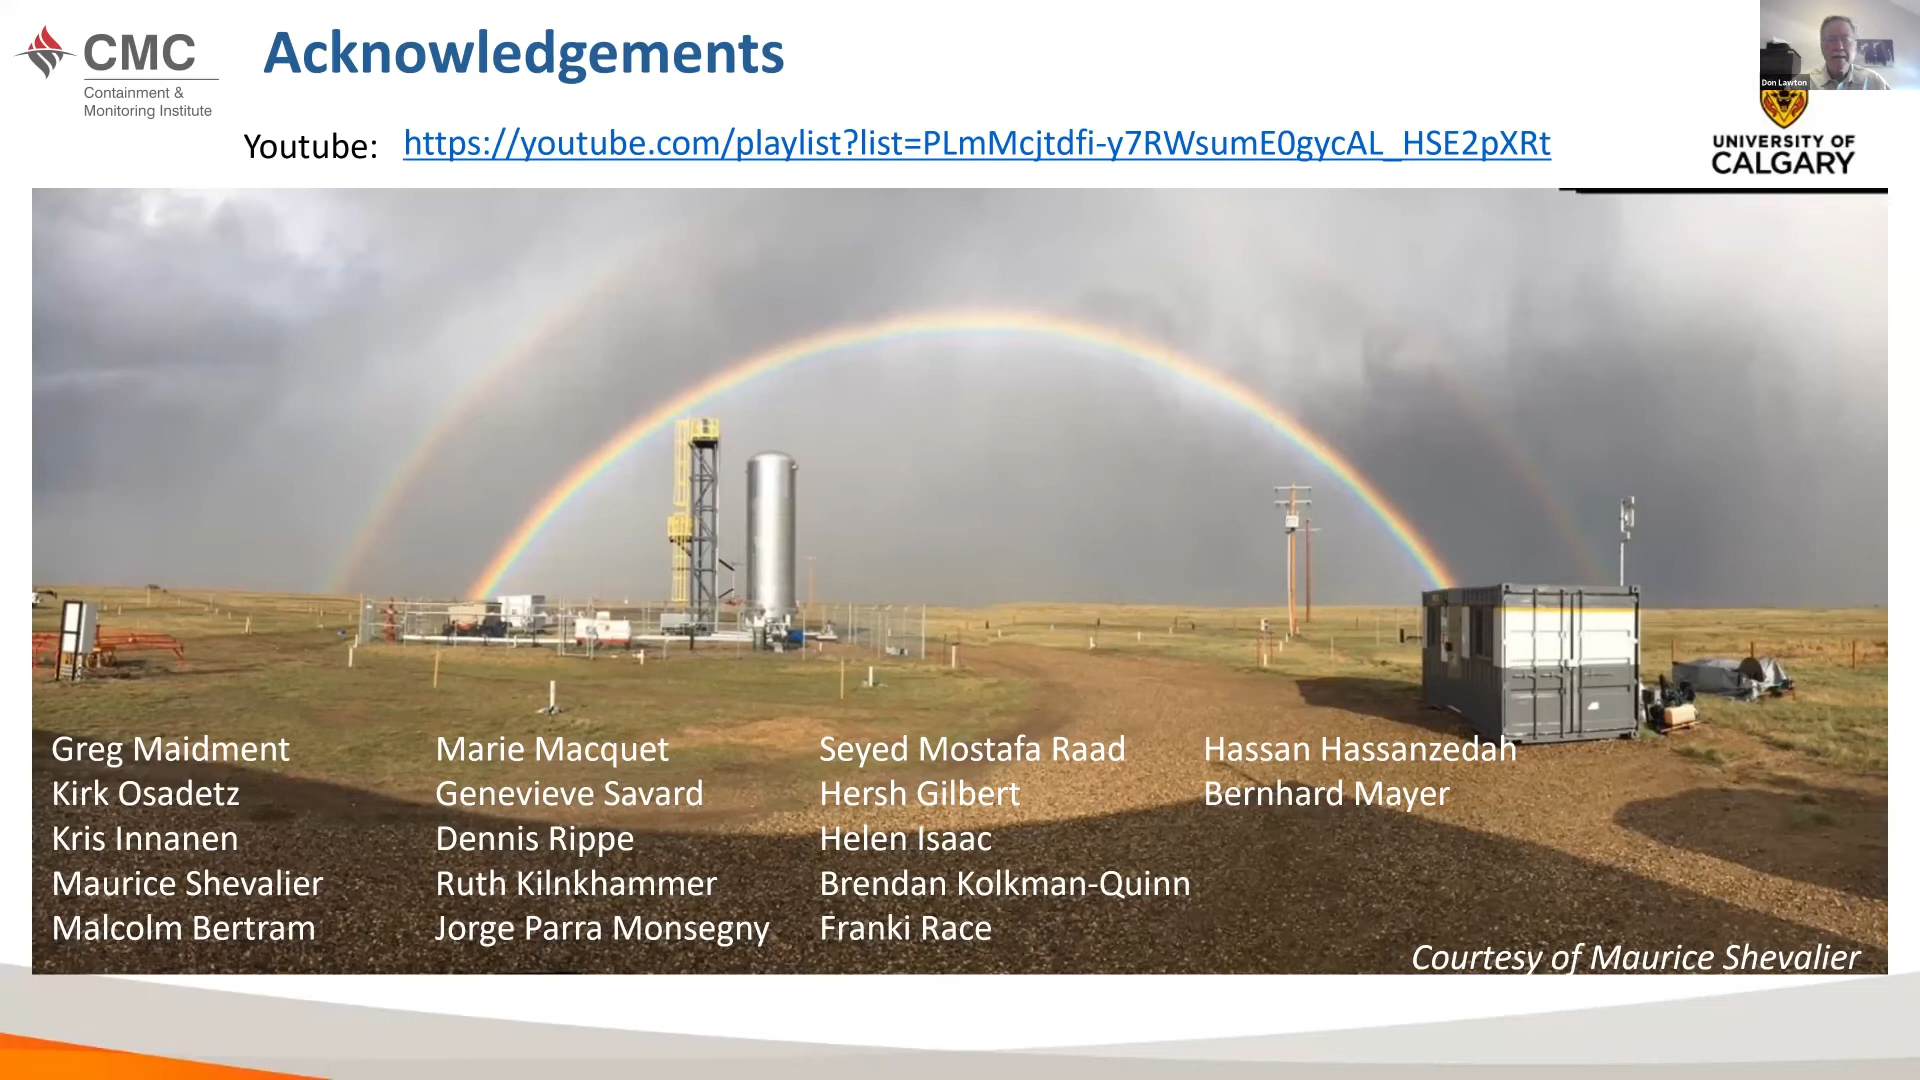 CMC
Containment &
Monitoring Institute
Acknowledgements
Don Lawton
Youtube: https://youtube.com/playlist?list=PLmMcjtdfi-y7RWsumE0gycAL_HSE2pXRt
UNIVERSITY OF
CALGARY
Greg Maidment
Kirk Osadetz
Kris Innanen
Maurice Shevalier
Malcolm Bertram
Marie Macquet
Genevieve Savard
Dennis Rippe
Ruth Kilnkhammer
Jorge Parra Monsegny
Seyed Mostafa Raad
Hersh Gilbert
Helen Isaac
Brendan Kolkman-Quinn
Franki Race
Hassan Hassanzedah
Bernhard Mayer
Courtesy of Maurice Shevalier